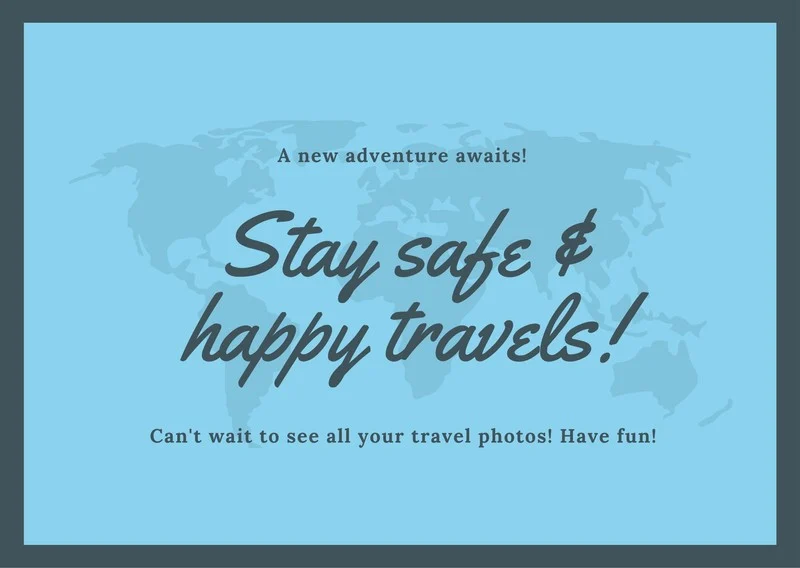 A new adventure awaits!
Stay safe &
happy travels!
Can't wait to see all your travel photos! Have fun!